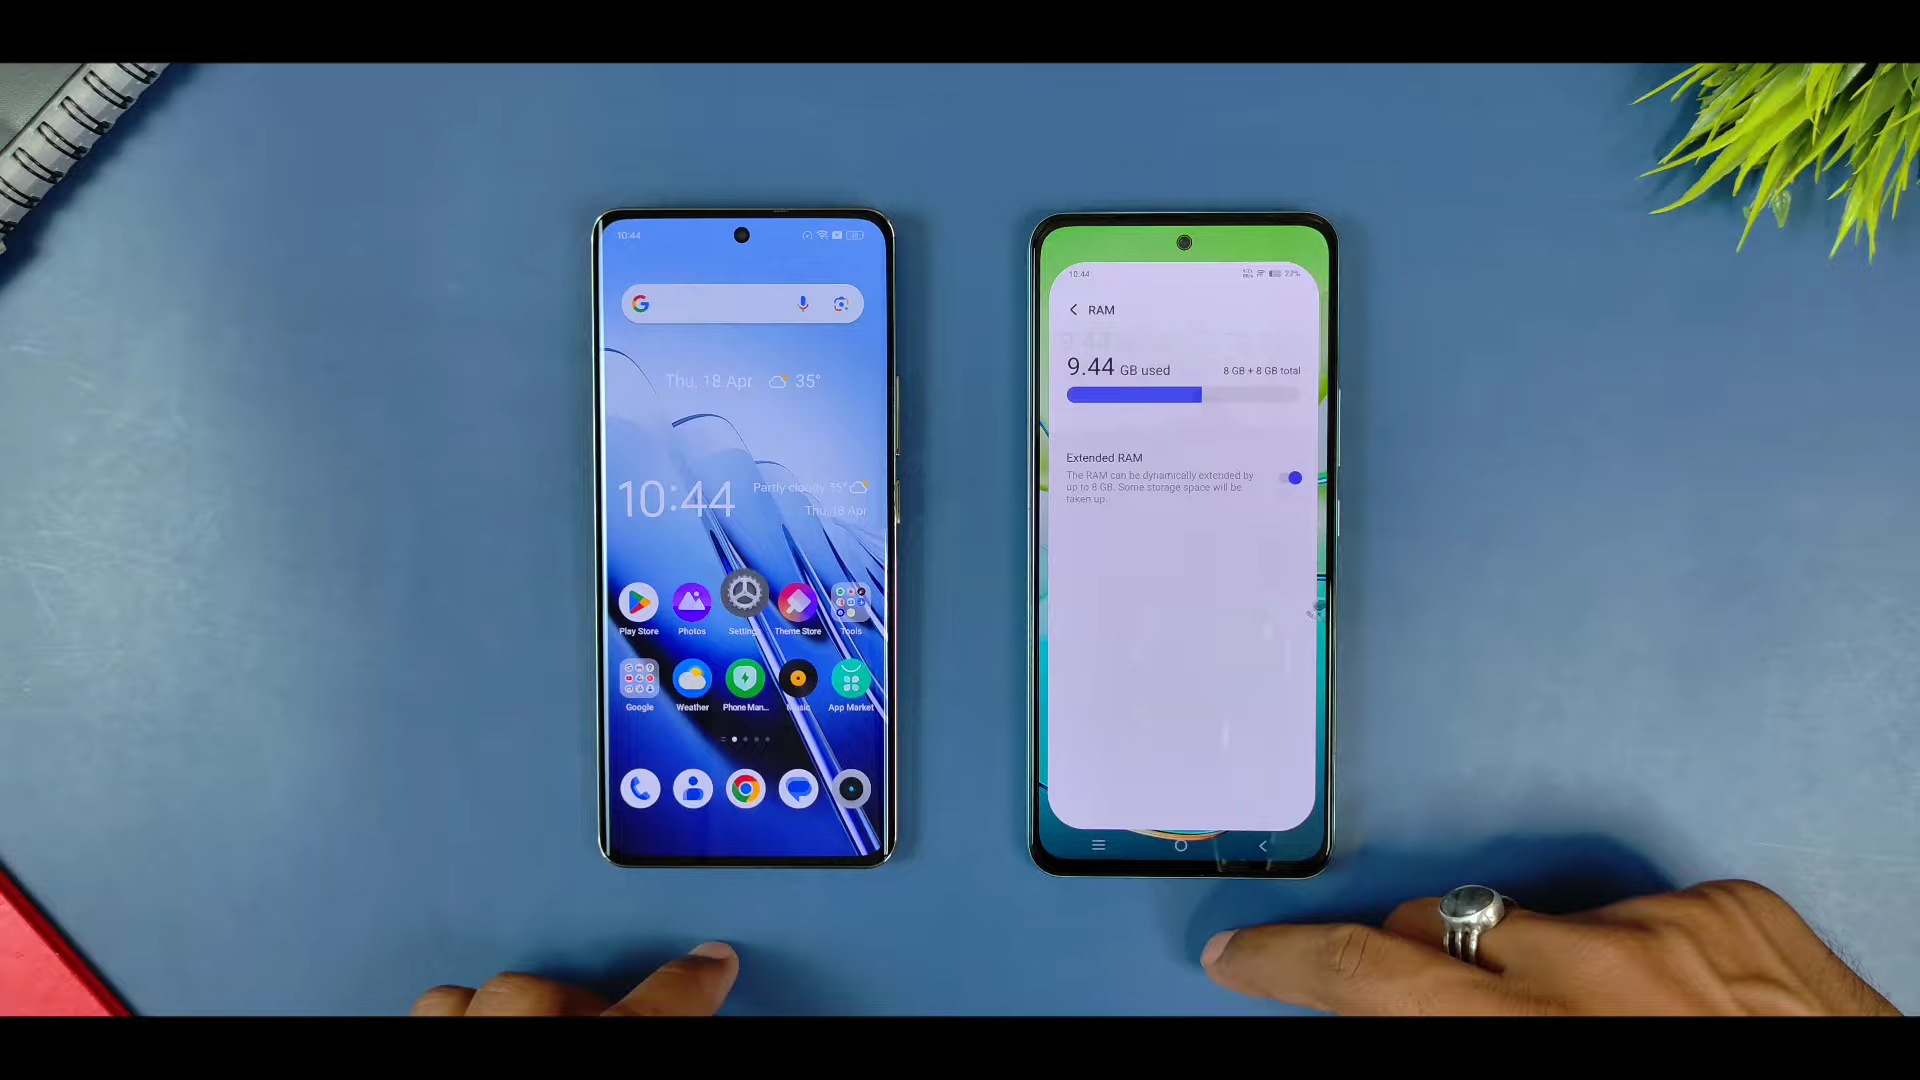 10:44
Thu, 18 Apr 35°
10:44
Partly cloudy 35°
Thu, 18 Apr
Play Store
Photos
Settings
Theme Store
Tools
Google
Weather
Phone Man...
Music
App Market
10:44
27%
RAM
9.44 GB used
8 GB + 8 GB total
Extended RAM
The RAM can be dynamically extended by
up to 8 GB. Some storage space will be
taken up.